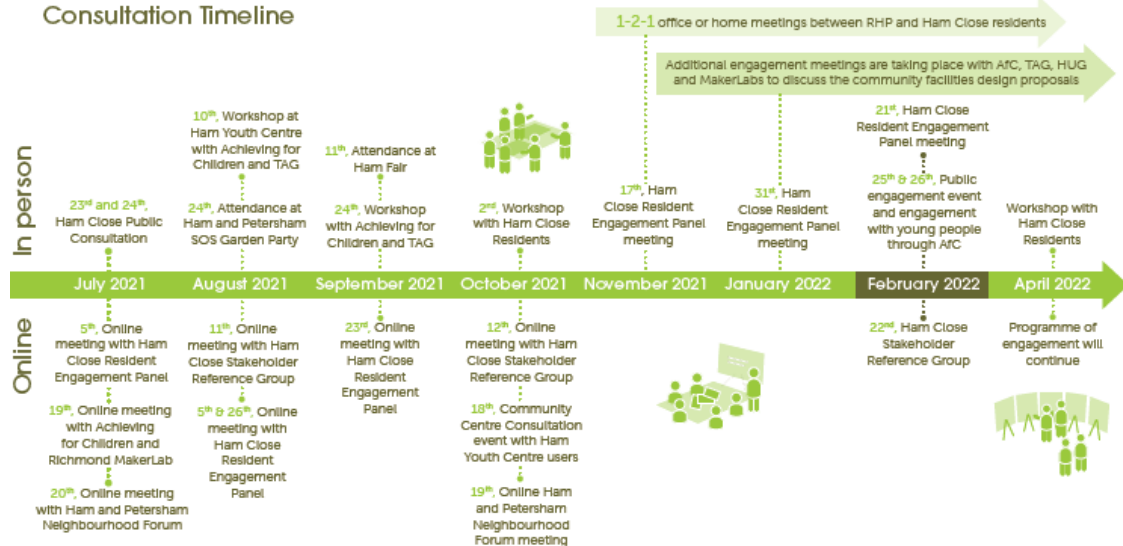 Consultation Timeline
1-2-1 office or home meetings between RHP and Ham Close residents
Additional engagement meetings are taking place with AfC, TAG, HUG
and MakerLabs to discuss the community facilities design proposals
In person
23rd and 24th,
Ham Close Public
Consultation
10th, Workshop at
Ham Youth Centre
with Achieving for
Children and TAG
24th, Attendance at
Ham and Petersham
SOS Garden Party
11th, Attendance at
Ham Fair
24th, Workshop
with Achieving for
Children and TAG
2nd, Workshop
with Ham Close
Residents
17th, Ham
Close Resident
Engagement Panel
meeting
31st, Ham
Close Resident
Engagement Panel
meeting
21st, Ham Close
Resident Engagement
Panel meeting
25th & 26th, Public
engagement event
and engagement
with young people
through AfC
Workshop with
Ham Close
Residents
July 2021
August 2021
September 2021
October 2021
November 2021
January 2022
February 2022
April 2022
Online
5th, Online
meeting with Ham
Close Resident
Engagement Panel
19th, Online meeting
with Achieving
for Children and
Richmond MakerLab
20th, Online meeting
with Ham and Petersham
Neighbourhood Forum
11th, Online
meeting with Ham
Close Stakeholder
Reference Group
5th & 26th, Online
meeting with
Ham Close
Resident
Engagement
Panel
23rd, Online
meeting with
Ham Close
Resident
Engagement
Panel
12th, Online
meeting with Ham
Close Stakeholder
Reference Group
18th, Community
Centre Consultation
event with Ham
Youth Centre users
19th, Online Ham
and Petersham
Neighbourhood
Forum meeting
22nd, Ham Close
Stakeholder
Reference Group
Programme of
engagement will
continue